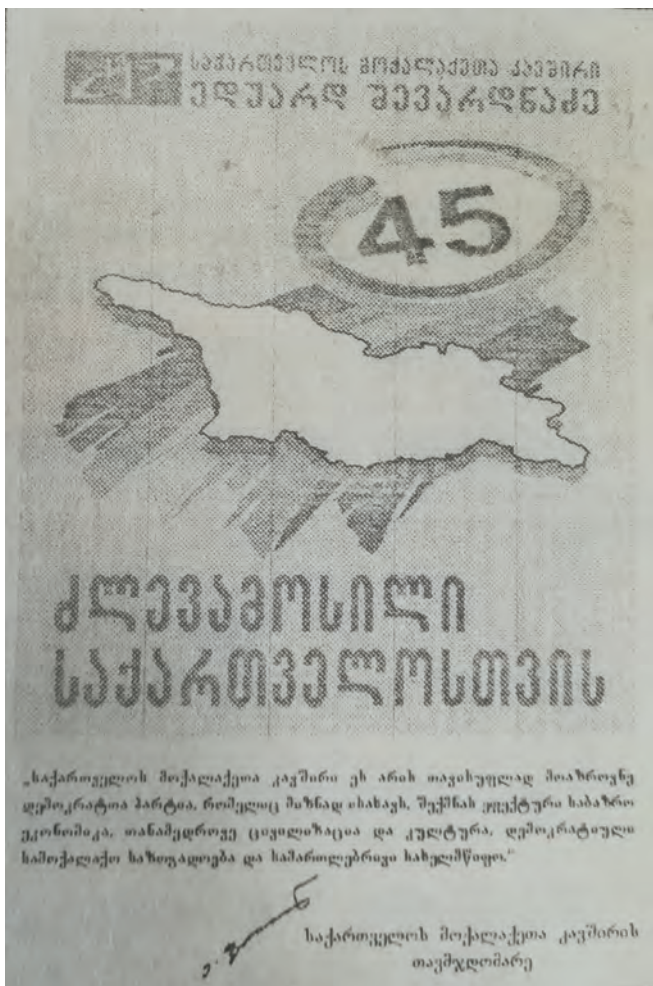 საქართველოს მოქალაქეთა კავშირი
ედუარდ შევარდნაძე
45
ძლევამოსილი
საქართველოსთვის
„საქართველოს მოქალაქეთა კავშირი ეს არის თავისუფლად მოაზროვნე
დემოკრატთა პარტია, რომელიც მიზნად ისახავს, შექმნას ეფექტური საბაზრო
ეკონომიკა, თანამედროვე ცივილიზაცია და კულტურა, დემოკრატიული
სამოქალაქო საზოგადოება და სამართლებრივი სახელმწიფო.“
საქართველოს მოქალაქეთა კავშირის
თავმჯდომარე